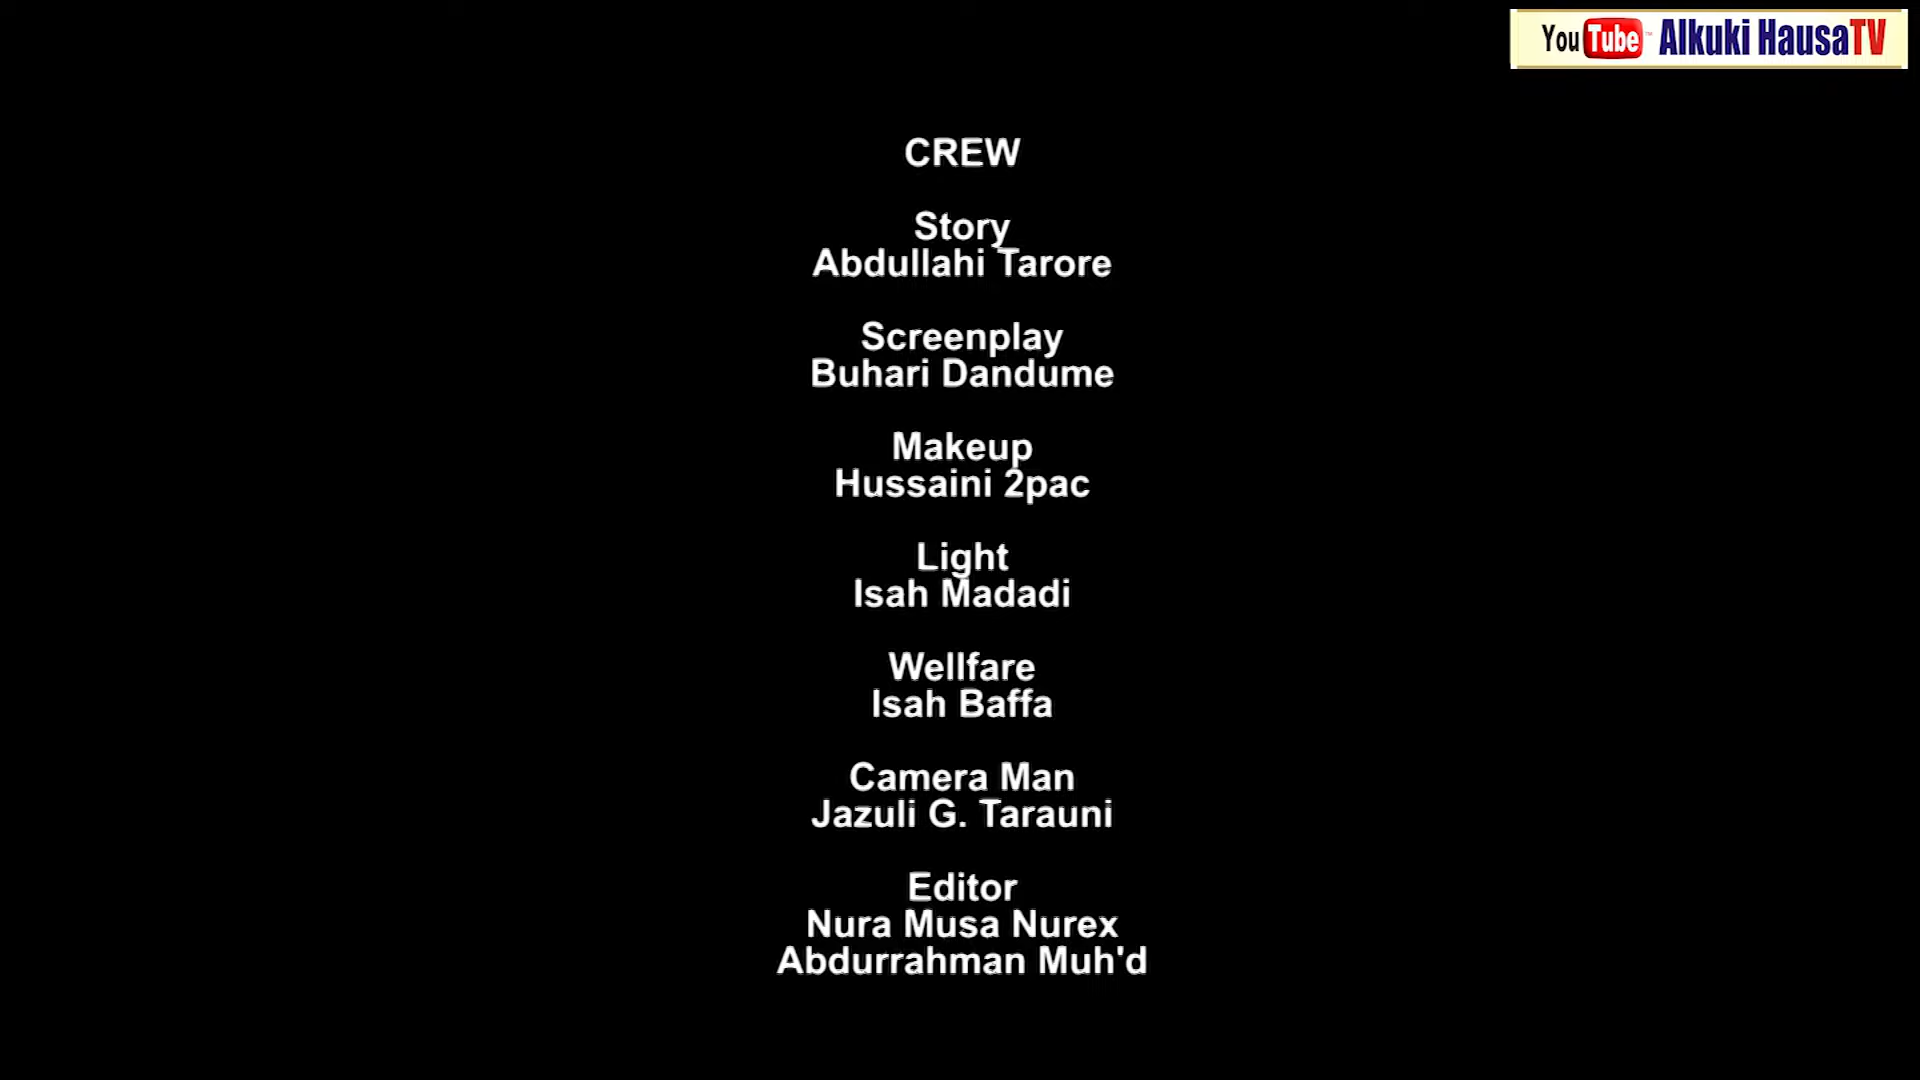 YouTube Alkuki HausaTV
CREW
Story
Abdullahi Tarore
Screenplay
Buhari Dandume
Makeup
Hussaini 2pac
Light
Isah Madadi
Wellfare
Isah Baffa
Camera Man
Jazuli G. Tarauni
Editor
Nura Musa Nurex
Abdurrahman Muh'd